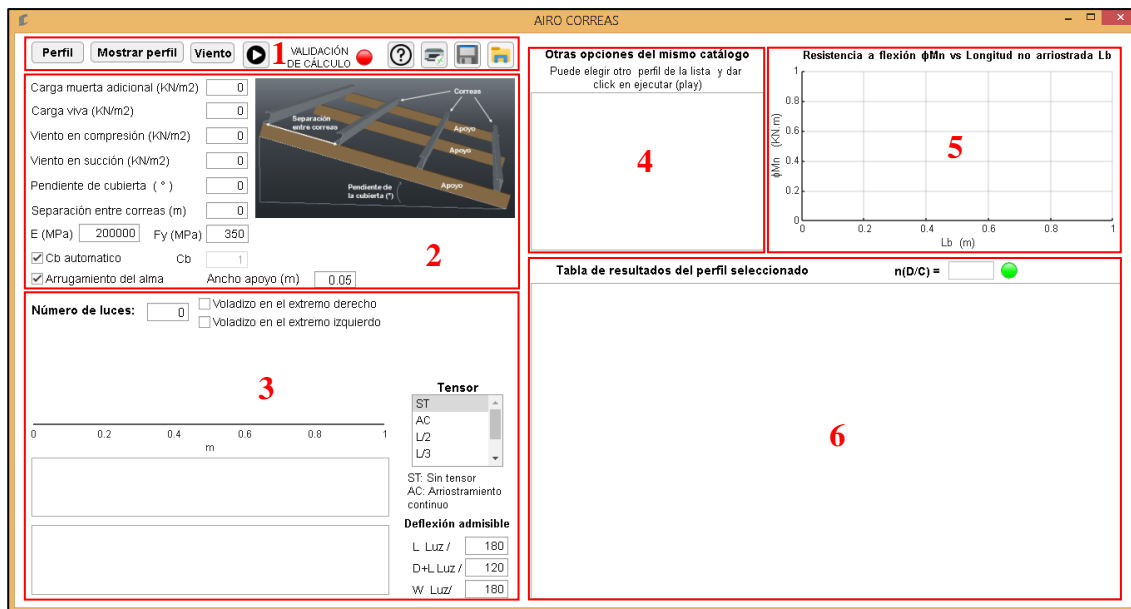 AIRO CORREAS
Perfil
Mostrar perfil
Viento
1
VALIDACIÓN
DE CÁLCULO
?
Carga muerta adicional (KN/m2) 0
Carga viva (KN/m2) 0
Viento en compresión (KN/m2) 0
Viento en succión (KN/m2) 0
Pendiente de cubierta ( ° ) 0
Separación entre correas (m) 0
E (MPa) 200000 Fy (MPa) 350
Cb automatico Cb 1
Arrugamiento del alma Ancho apoyo (m) 0.05
2
Correas
Separación
entre correas
Apoyo
Apoyo
Apoyo
Pendiente de
la cubierta (°)
Número de luces: 0
Voladizo en el extremo derecho
Voladizo en el extremo izquierdo
3
0 0.2 0.4 0.6 0.8 1
m
Tensor
ST
AC
L/2
L/3
ST: Sin tensor
AC: Arriostramiento
continuo
Deflexión admisible
L Luz / 180
D+L Luz / 120
W Luz/ 180
Otras opciones del mismo catálogo
Puede elegir otro perfil de la lista y dar
click en ejecutar (play)
4
Resistencia a flexión ϕMn vs Longitud no arriostrada Lb
1
0.8
0.6
0.4
0.2
0
ϕMn (KN.m)
5
0 0.2 0.4 0.6 0.8 1
Lb (m)
Tabla de resultados del perfil seleccionado n(D/C) =
6